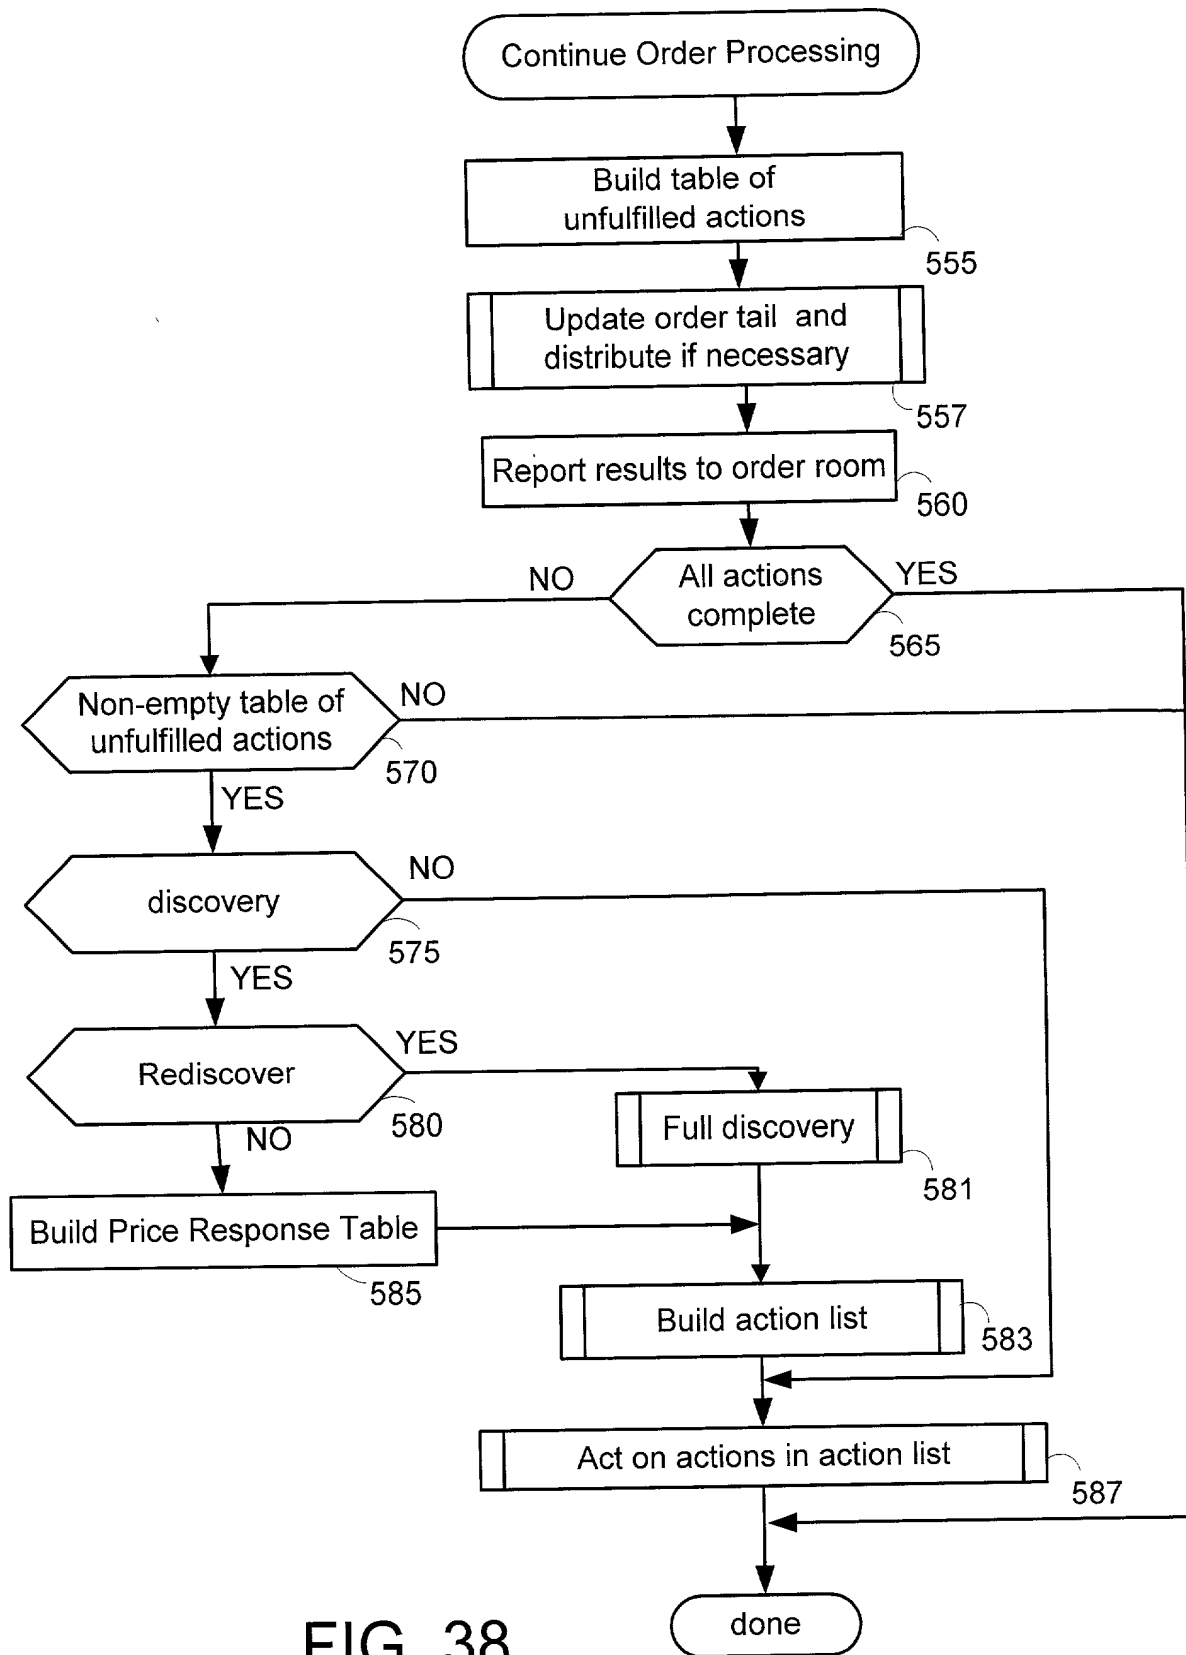 Continue Order Processing
Build table of
unfulfilled actions
555
Update order tail and
distribute if necessary
557
Report results to order room
560
All actions
complete
NO
YES
565
Non-empty table of
unfulfilled actions
NO
570
YES
discovery
NO
575
YES
Rediscover
YES
580
NO
Full discovery
581
Build Price Response Table
585
Build action list
583
Act on actions in action list
587
done
FIG. 38